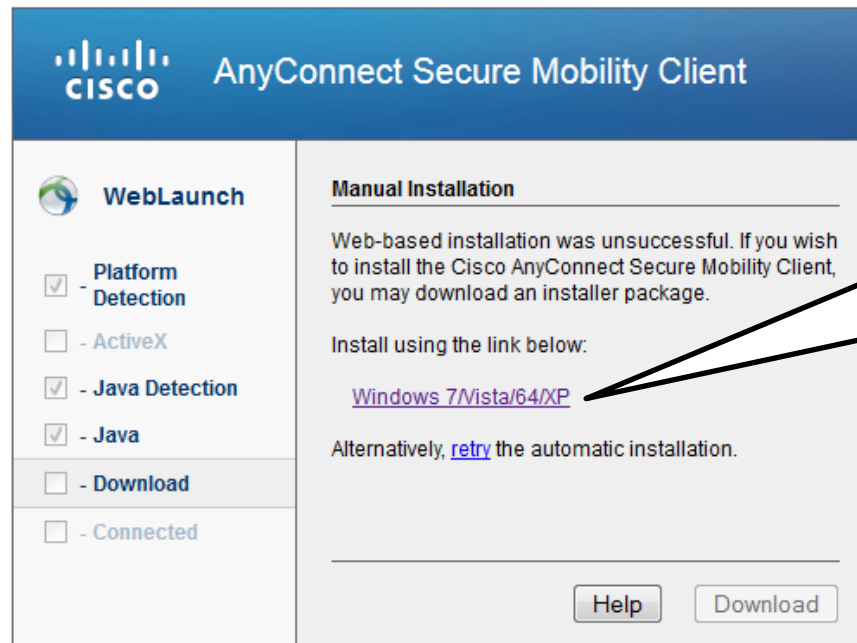 CISCO AnyConnect Secure Mobility Client
WebLaunch
- Platform
Detection
- ActiveX
- Java Detection
- Java
- Download
- Connected
Manual Installation
Web-based installation was unsuccessful. If you wish
to install the Cisco AnyConnect Secure Mobility Client,
you may download an installer package.
Install using the link below:
Windows 7/Vista/64/XP
Alternatively, retry the automatic installation.
Help Download